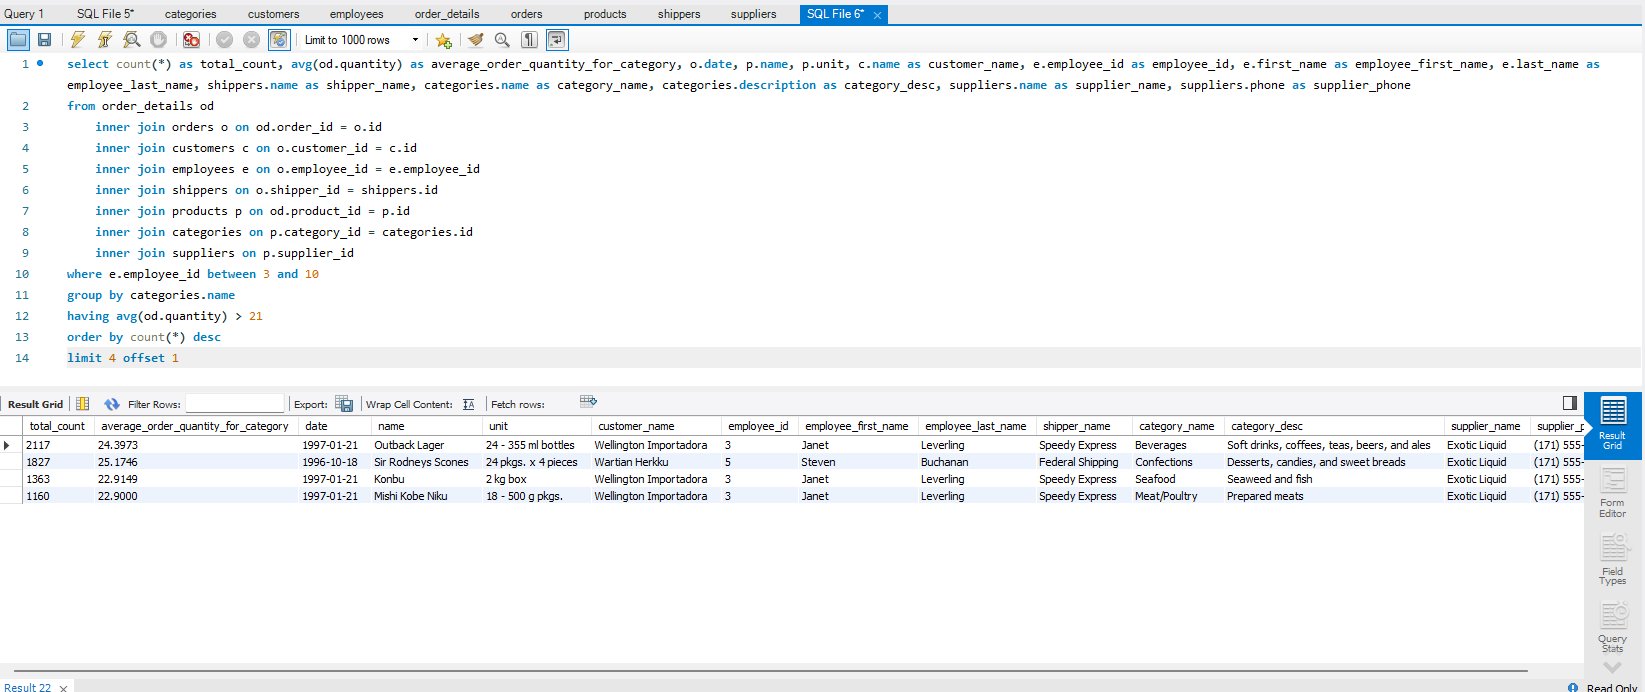 Query 1 SQL File 5* categories customers employees order_details orders products shippers suppliers SQL File 6*
Limit to 1000 rows
1 select count(*) as total_count, avg(od.quantity) as average_order_quantity_for_category, o.date, p.name, p.unit, c.name as customer_name, e.employee_id as employee_id, e.first_name as employee_first_name, e.last_name as
employee_last_name, shippers.name as shipper_name, categories.name as category_name, categories.description as category_desc, suppliers.name as supplier_name, suppliers.phone as supplier_phone
2 from order_details od
3 inner join orders o on od.order_id = o.id
4 inner join customers c on o.customer_id = c.id
5 inner join employees e on o.employee_id = e.employee_id
6 inner join shippers on o.shipper_id = shippers.id
7 inner join products p on od.product_id = p.id
8 inner join categories on p.category_id = categories.id
9 inner join suppliers on p.supplier_id
10 where e.employee_id between 3 and 10
11 group by categories.name
12 having avg(od.quantity) > 21
13 order by count(*) desc
14 limit 4 offset 1
Result Grid Filter Rows: Export: Wrap Cell Content: Fetch rows:
total_count average_order_quantity_for_category date name unit customer_name employee_id employee_first_name employee_last_name shipper_name category_name category_desc supplier_name supplier_p
2117 24.3973 1997-01-21 Outback Lager 24 - 355 ml bottles Wellington Importadora 3 Janet Leverling Speedy Express Beverages Soft drinks, coffees, teas, beers, and ales Exotic Liquid (171) 555-
1827 25.1746 1996-10-18 Sir Rodneys Scones 24 pkgs. x 4 pieces Wartian Herkku 5 Steven Buchanan Federal Shipping Confections Desserts, candies, and sweet breads Exotic Liquid (171) 555-
1363 22.9149 1997-01-21 Konbu 2 kg box Wellington Importadora 3 Janet Leverling Speedy Express Seafood Seaweed and fish Exotic Liquid (171) 555-
1160 22.9000 1997-01-21 Mishi Kobe Niku 18 - 500 g pkgs. Wellington Importadora 3 Janet Leverling Speedy Express Meat/Poultry Prepared meats Exotic Liquid (171) 555-
Result
Grid
Form
Editor
Field
Types
Query
Stats
Result 22 Read Only